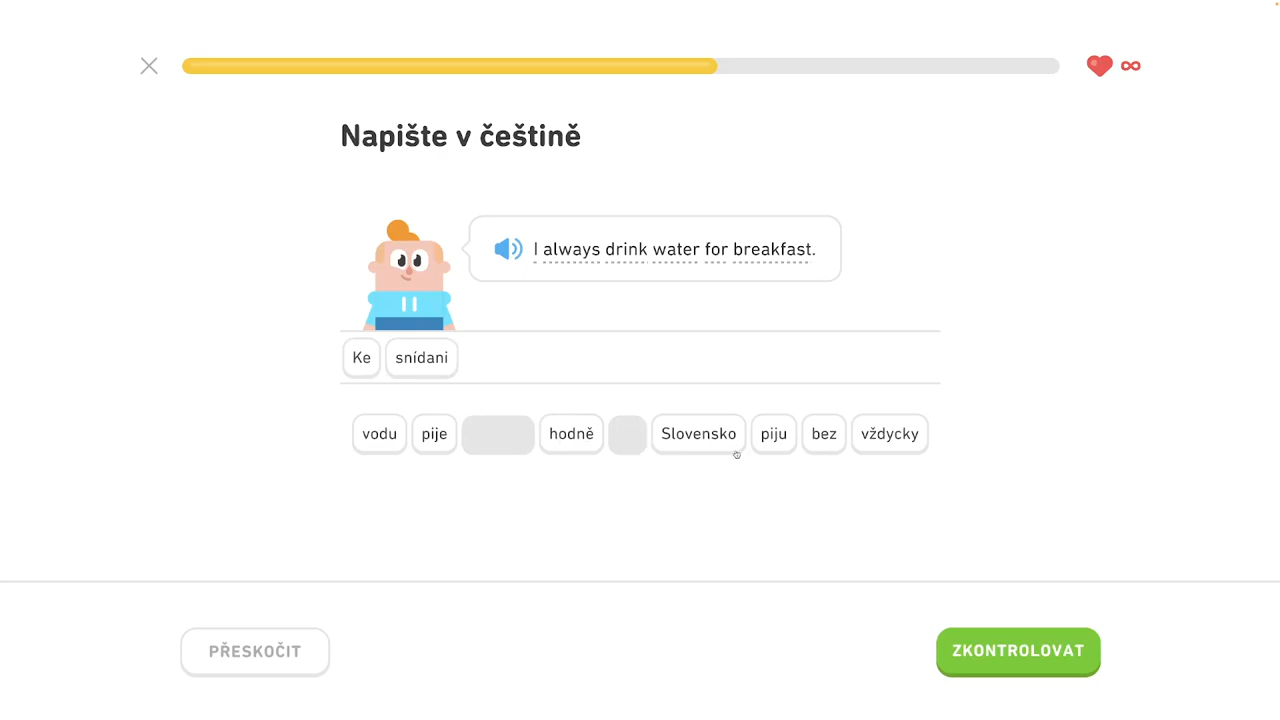 Napište v češtině
I always drink water for breakfast.
Ke snídani
vodu pije hodně Slovensko piju bez vždycky
PŘESKOČIT
ZKONTROLOVAT